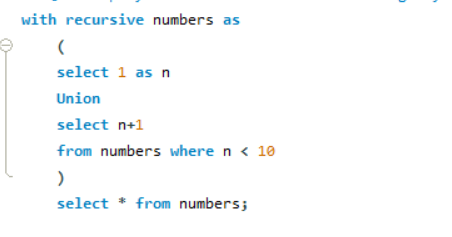 with recursive numbers as
(
select 1 as n
Union
select n+1
from numbers where n < 10
)
select * from numbers;